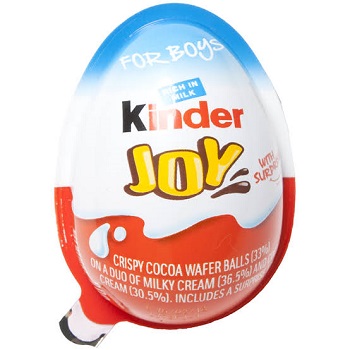 FOR BOYS
RICH IN
MILK
Kinder
JOY
WITH
SURPRISE
CRISPY COCOA WAFER BALLS (33%)
ON A DUO OF MILKY CREAM (36.5%) AND
CREAM (30.5%). INCLUDES A